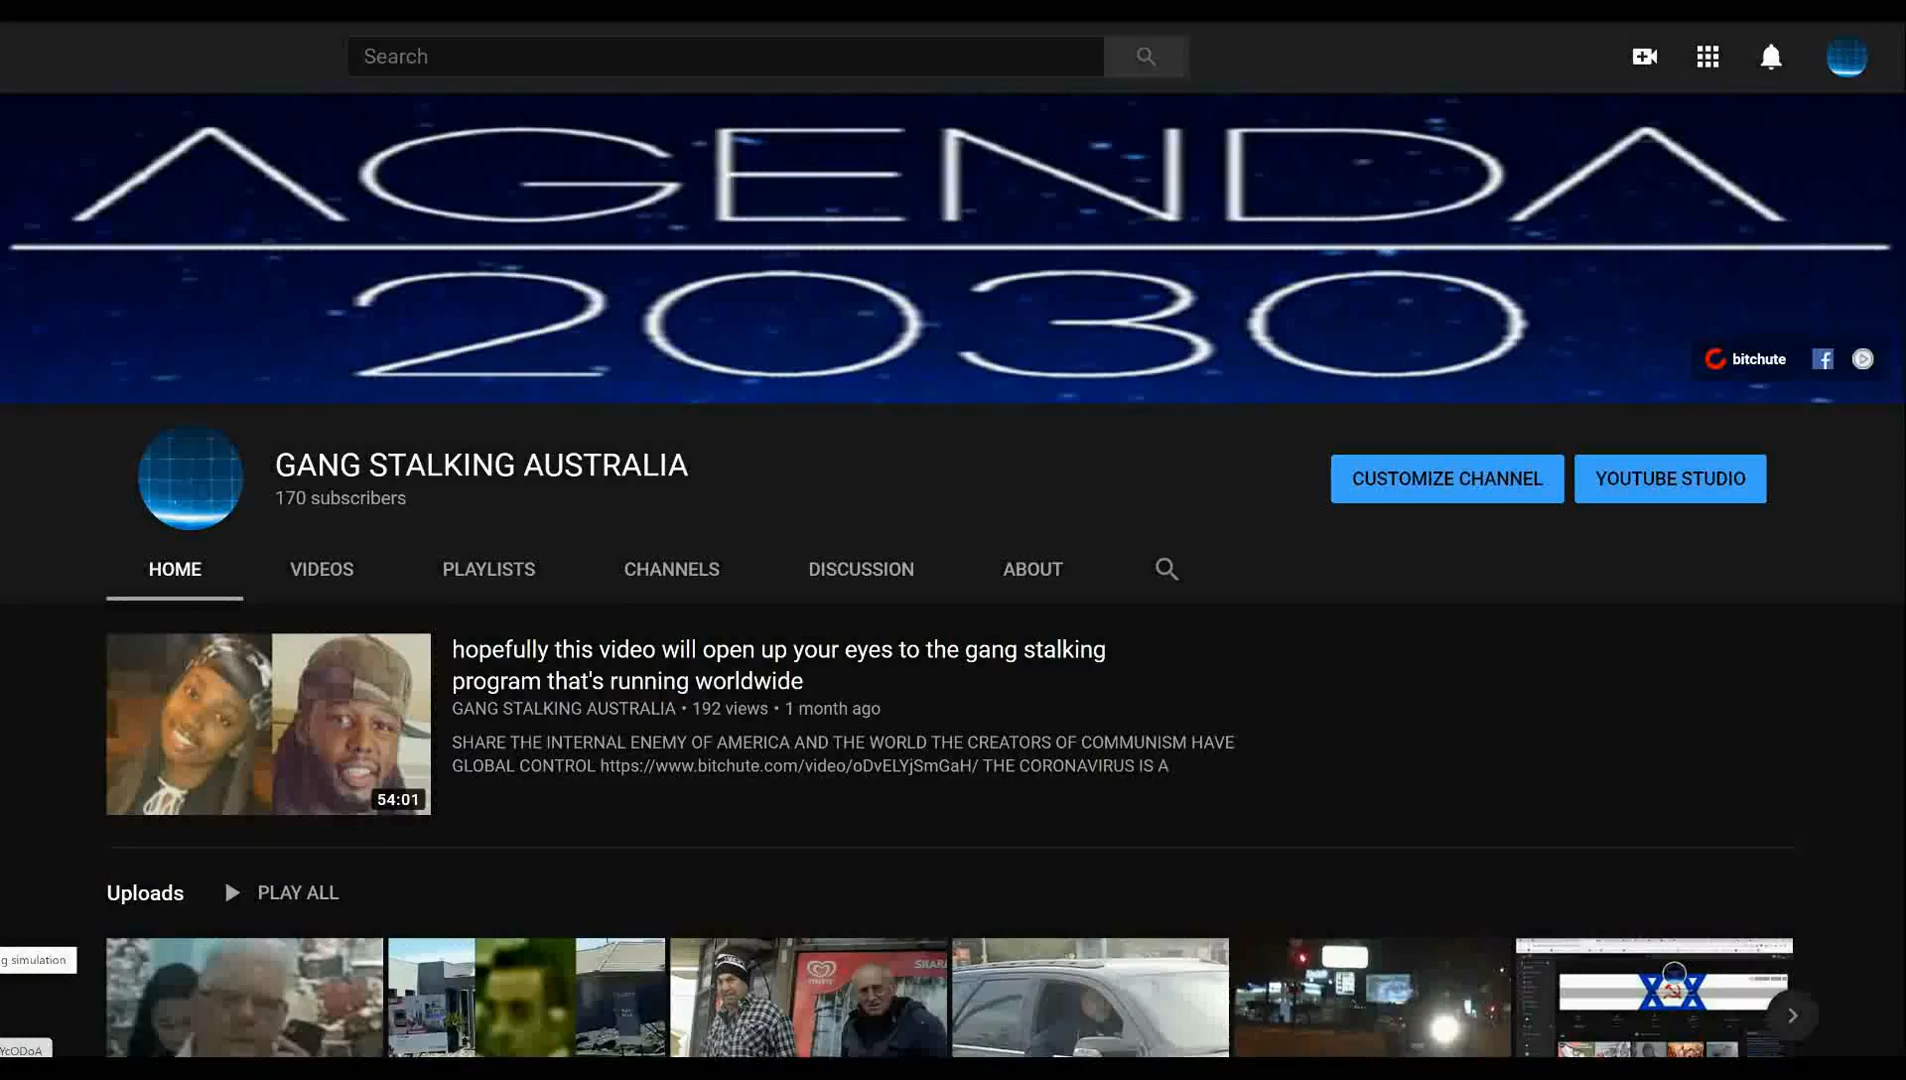 Search
AGENDA
2030
bitchute
GANG STALKING AUSTRALIA
170 subscribers
CUSTOMIZE CHANNEL
YOUTUBE STUDIO
HOME
VIDEOS
PLAYLISTS
CHANNELS
DISCUSSION
ABOUT
hopefully this video will open up your eyes to the gang stalking
program that's running worldwide
GANG STALKING AUSTRALIA • 192 views • 1 month ago
SHARE THE INTERNAL ENEMY OF AMERICA AND THE WORLD THE CREATORS OF COMMUNISM HAVE
GLOBAL CONTROL https://www.bitchute.com/video/oDvELYjSmGaH/ THE CORONAVIRUS IS A
54:01
Uploads
PLAY ALL
g simulation
YcODoA